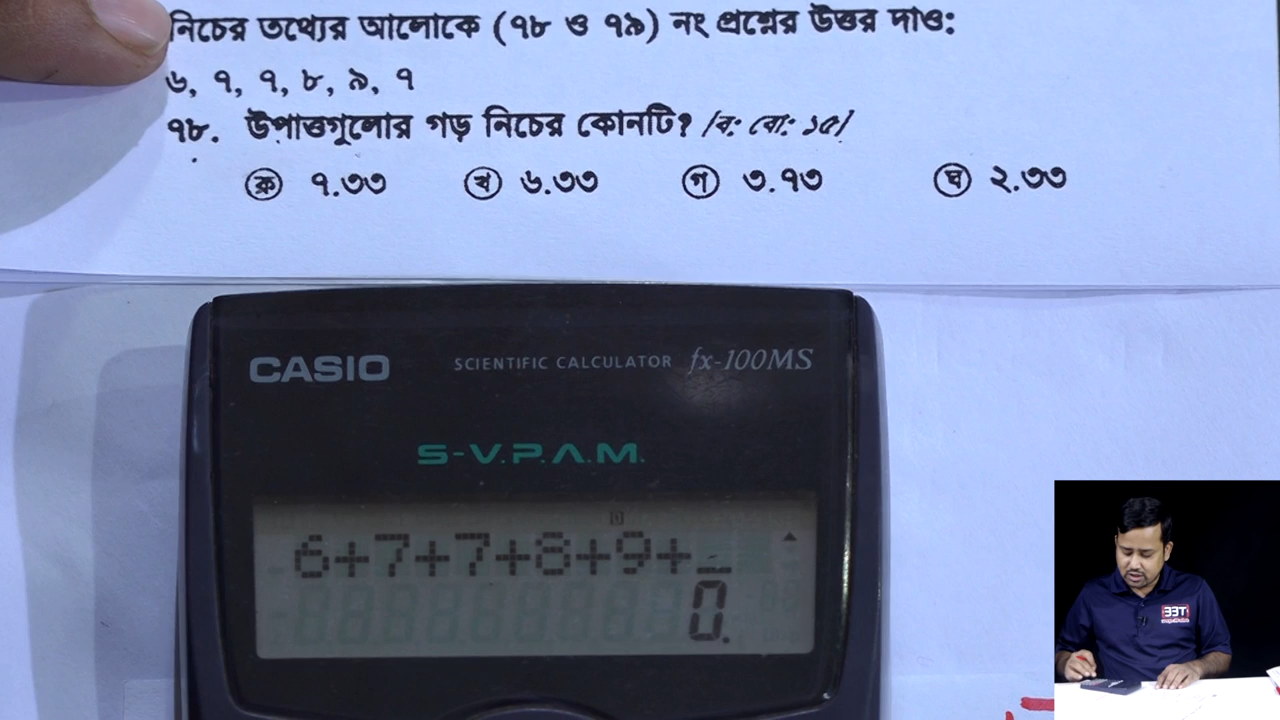 নিচের তথ্যের আলোকে (৭৮ ও ৭৯) নং প্রশ্নের উত্তর দাও:
৬, ৭, ৭, ৮, ৯, ৭
৭৮. উপাত্তগুলোর গড় নিচের কোনটি? [ব: বো: ১৫]
ক ৭.৩৩ খ ৬.৩৩ গ ৩.৭৩ ঘ ২.৩৩
CASIO SCIENTIFIC CALCULATOR fx-100MS
S-V.P.A.M.
D
6+7+7+8+9+_
0.